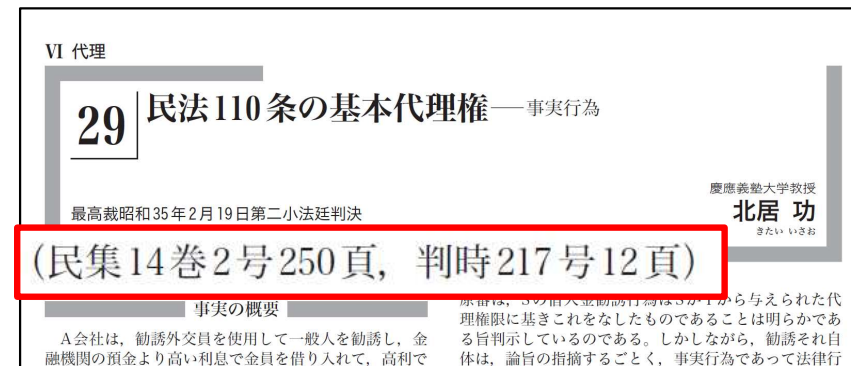 VI 代理
29 民法110条の基本代理権——事実行為
慶應義塾大学教授
最高裁昭和35年2月19日第二小法廷判決
北居 功
きたい いさお
(民集14巻2号250頁, 判時217号12頁)
事実の概要
A会社は,勧誘外交員を使用して一般人を勧誘し,金
融機関の預金より高い利息で金員を借り入れて,高利で
から与えられた代
理権限に基きこれをなしたものであることは明らかであ
る旨判示しているのである。しかしながら,勧誘それ自
体は,論旨の指摘するごとく,事実行為であって法律行